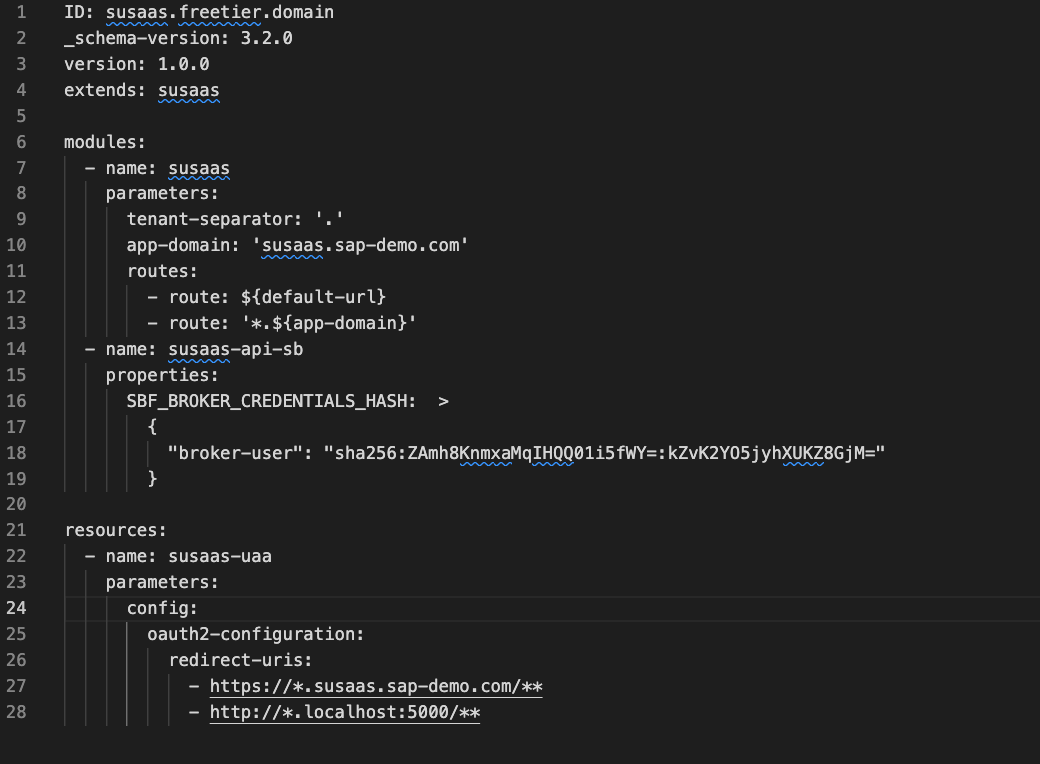 1 ID: susaas.freetier.domain
2 _schema-version: 3.2.0
3 version: 1.0.0
4 extends: susaas
5
6 modules:
7   - name: susaas
8     parameters:
9       tenant-separator: '.'
10       app-domain: 'susaas.sap-demo.com'
11       routes:
12         - route: ${default-url}
13         - route: '*.${app-domain}'
14   - name: susaas-api-sb
15     properties:
16       SBF_BROKER_CREDENTIALS_HASH:  >
17         {
18           "broker-user": "sha256:ZAmh8KnmxaMqIHQQ01i5fWY=:kZvK2YO5jyhXUKZ8GjM="
19         }
20
21 resources:
22   - name: susaas-uaa
23     parameters:
24       config:
25         oauth2-configuration:
26           redirect-uris:
27             - https://*.susaas.sap-demo.com/**
28             - http://*.localhost:5000/**